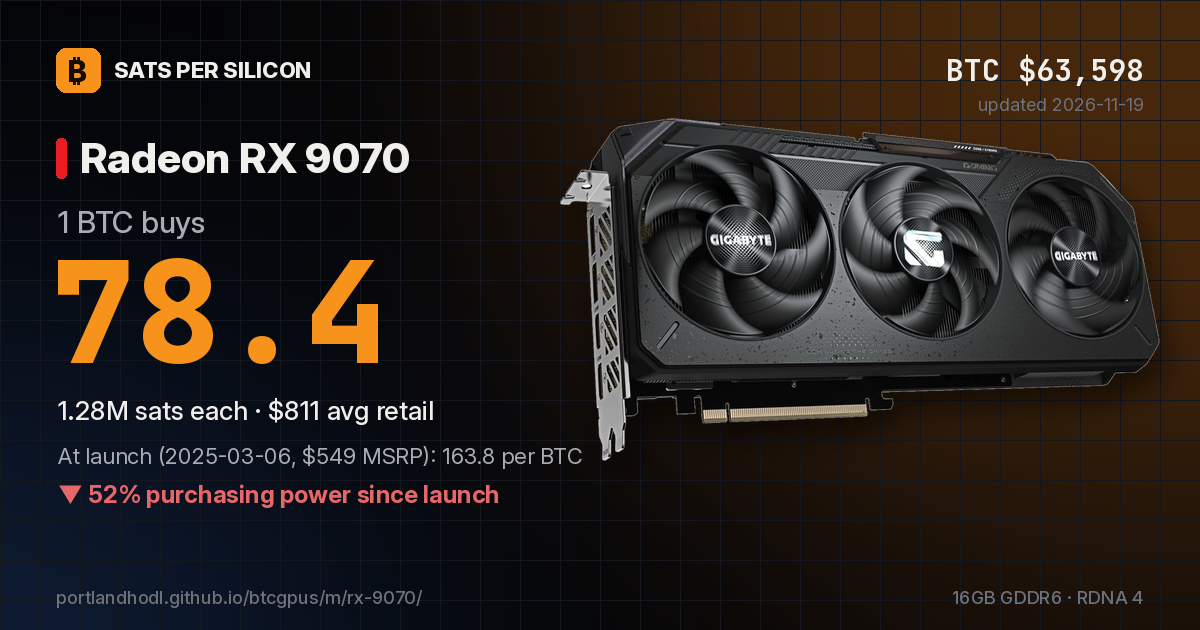 SATS PER SILICON
BTC $63,598
updated 2026-11-19
Radeon RX 9070
1 BTC buys
78.4
1.28M sats each · $811 avg retail
At launch (2025-03-06, $549 MSRP): 163.8 per BTC
▼ 52% purchasing power since launch
GIGABYTE
GIGABYTE
GAMING
portlandhodl.github.io/btcgpus/m/rx-9070/
16GB GDDR6 · RDNA 4